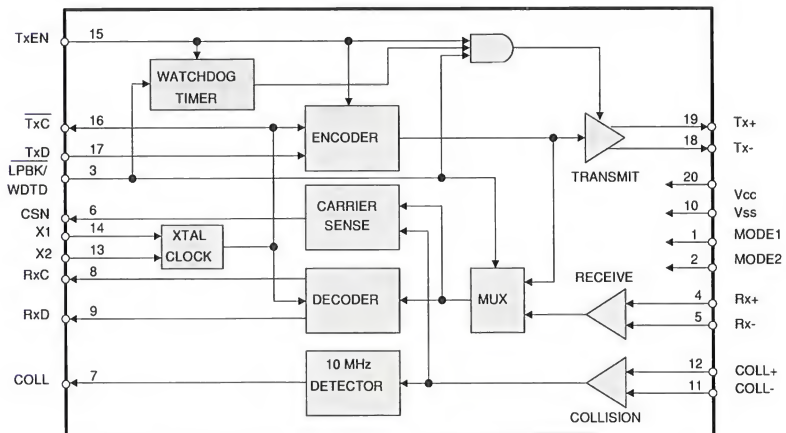 TxEN 15
WATCHDOG
TIMER
TxC 16
TxD 17
LPBK/
WDTD 3
ENCODER
19 Tx+
18 Tx-
TRANSMIT
20 Vcc
10 Vss
1 MODE1
2 MODE2
CSN 6
CARRIER
SENSE
X1 14
X2 13
XTAL
CLOCK
RxC 8
RxD 9
DECODER
MUX
RECEIVE
4 Rx+
5 Rx-
COLL 7
10 MHz
DETECTOR
12 COLL+
11 COLL-
COLLISION